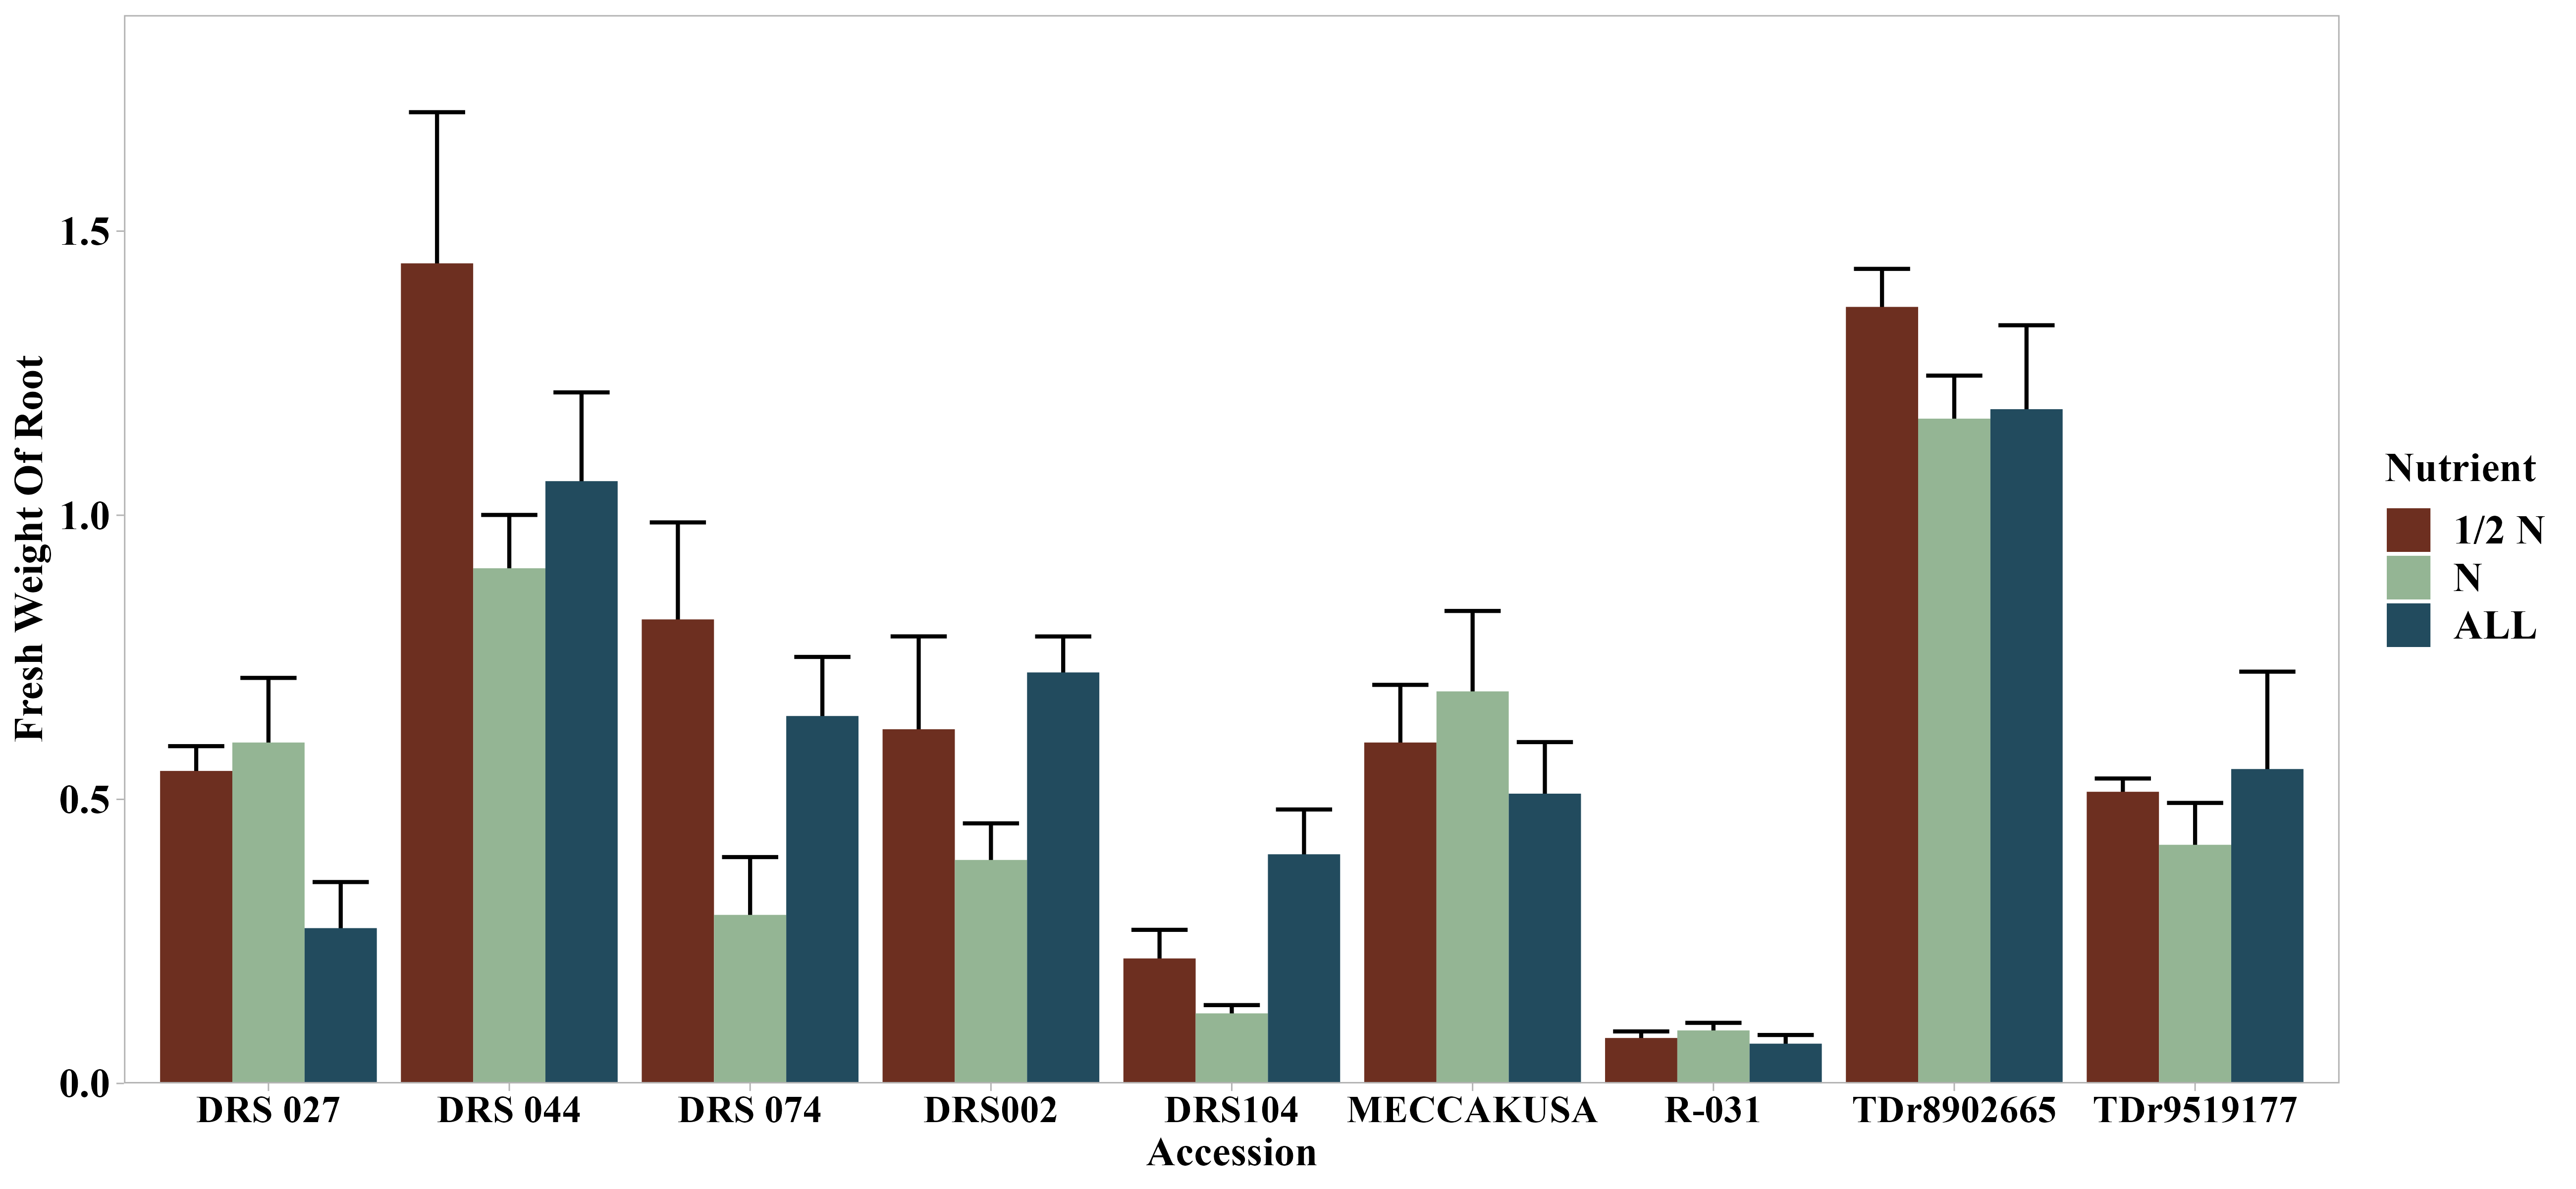 Fresh Weight Of Root
1.5
1.0
0.5
0.0
DRS 027
DRS 044
DRS 074
DRS002
DRS104
MECCAKUSA
R-031
TDr8902665
TDr9519177
Accession
Nutrient
1/2 N
N
ALL